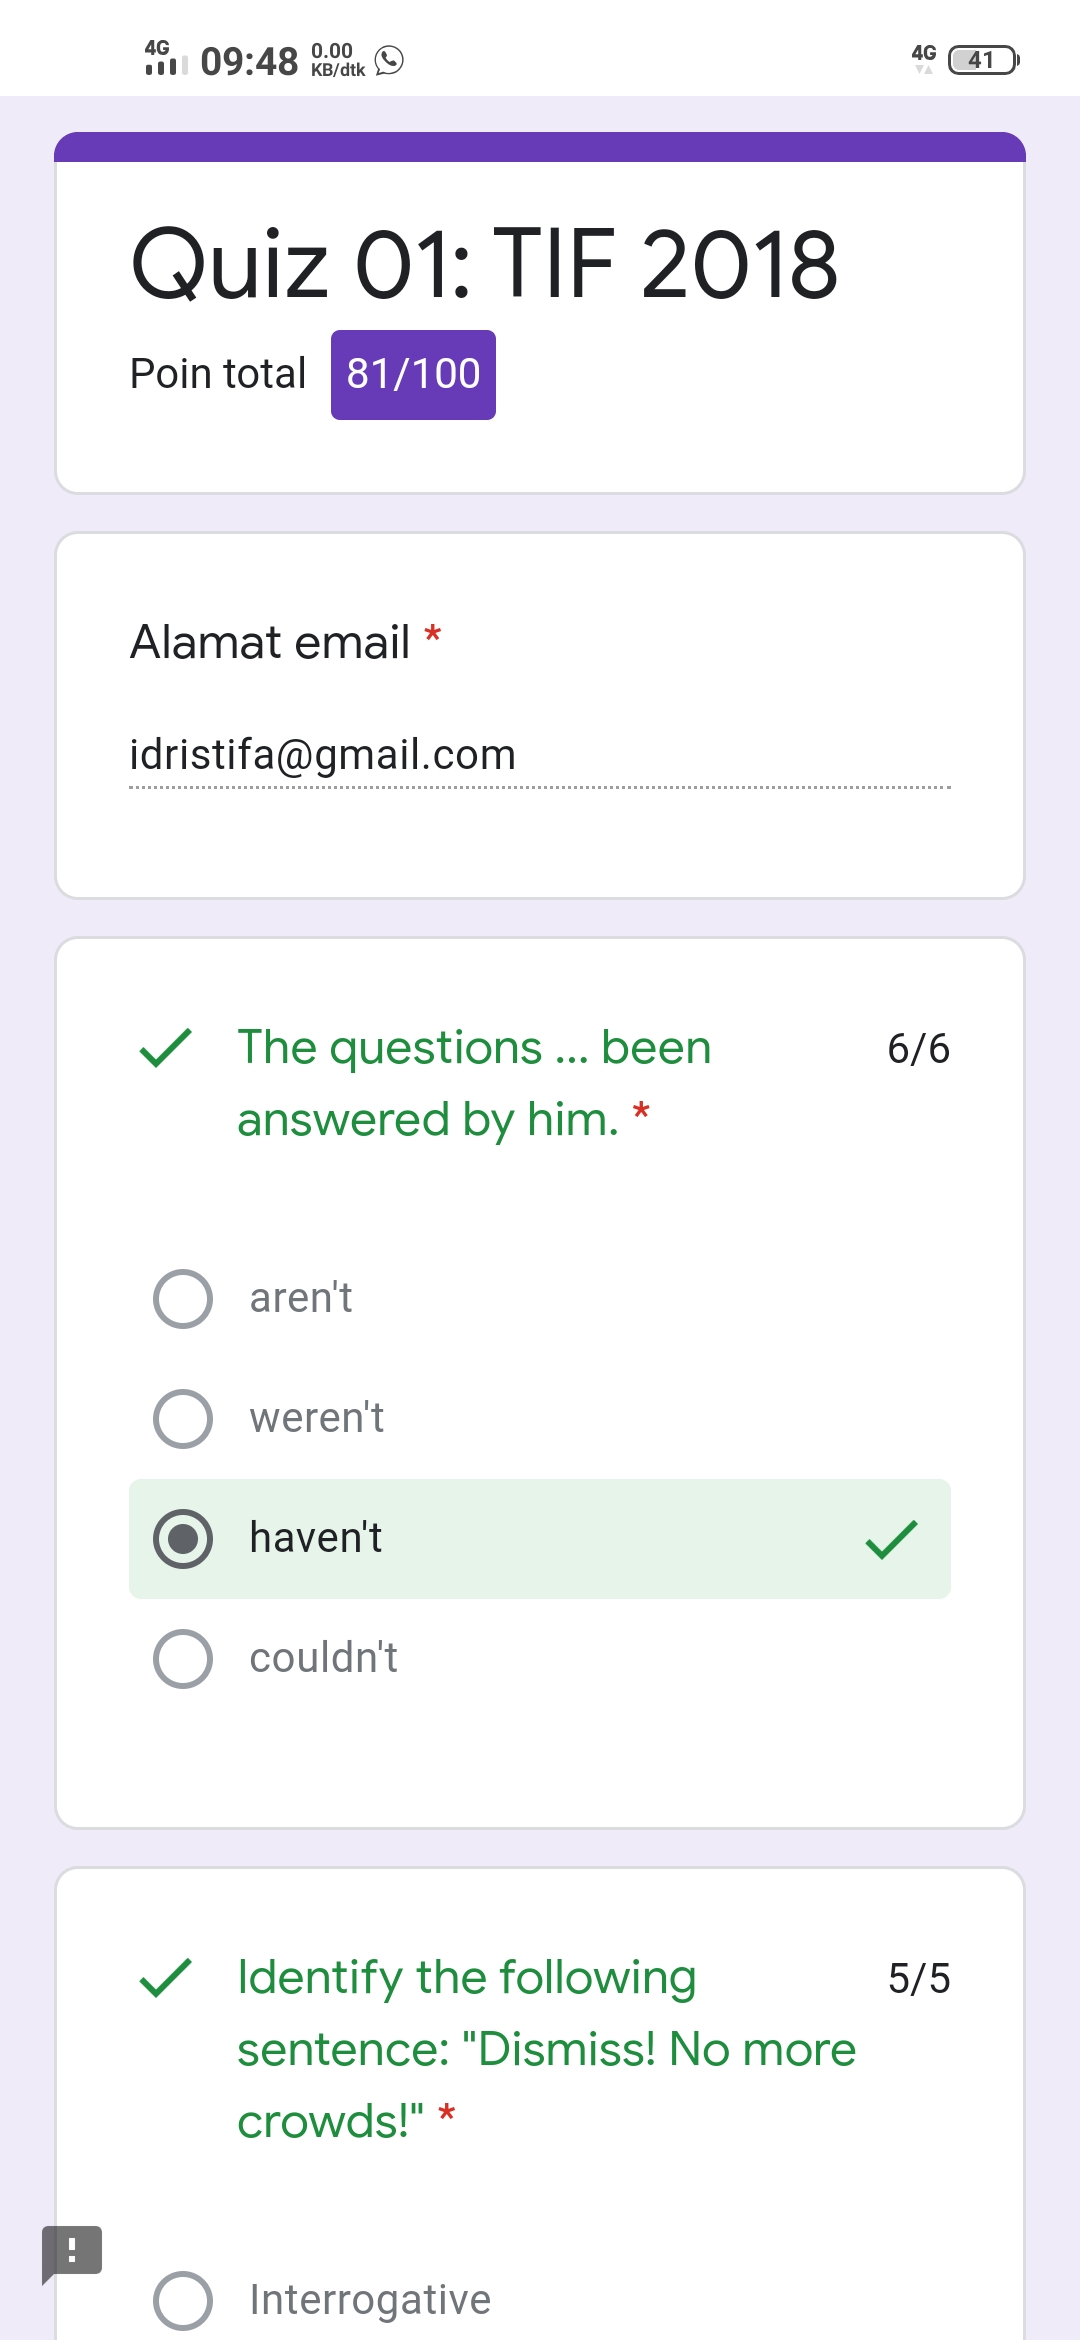 4G 09:48 0.00 KB/dtk 4G 41
Quiz 01: TIF 2018
Poin total 81/100
Alamat email *
idristifa@gmail.com
The questions ... been 6/6
answered by him. *
aren't
weren't
haven't
couldn't
Identify the following 5/5
sentence: "Dismiss! No more
crowds!" *
Interrogative